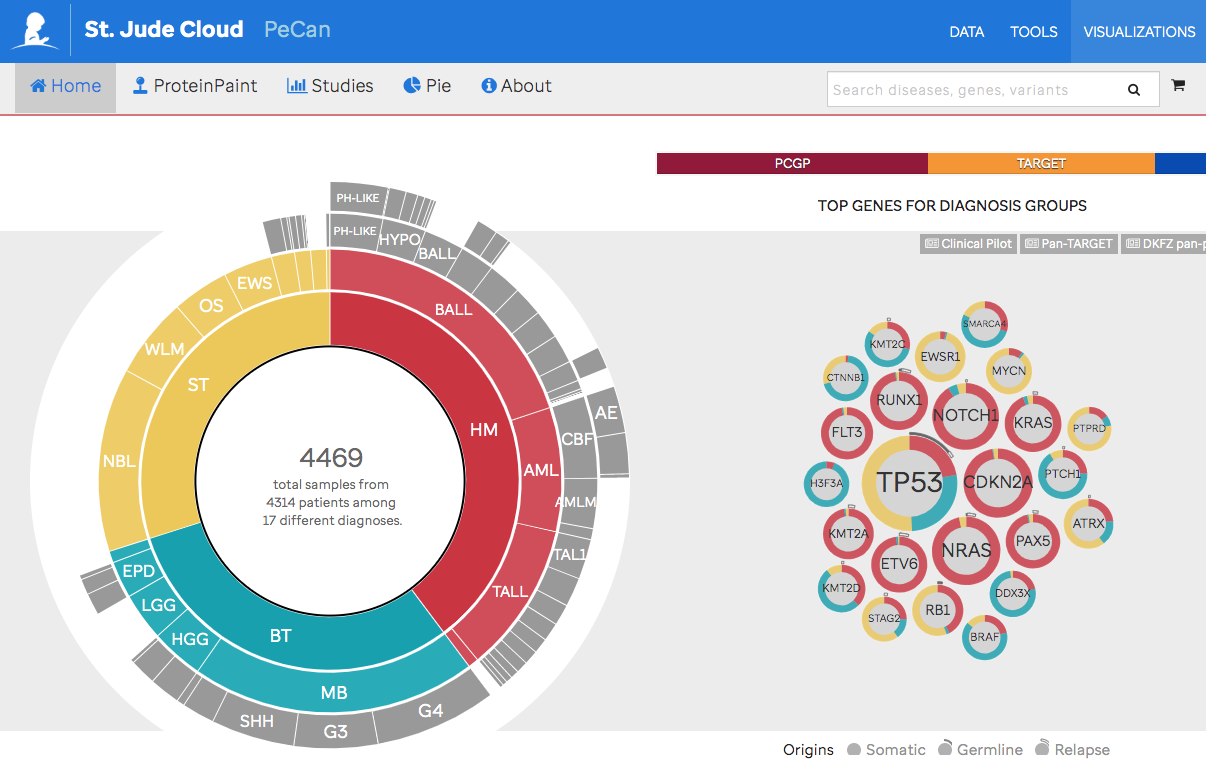 St. Jude Cloud PeCan
DATA TOOLS VISUALIZATIONS
Home ProteinPaint Studies Pie About
Search diseases, genes, variants
PCGP TARGET
TOP GENES FOR DIAGNOSIS GROUPS
Clinical Pilot Pan-TARGET DKFZ pan-p
PH-LIKE
PH-LIKE HYPO BALL
EWS
OS
BALL
WLM
ST
HM
AE
CBF
NBL
AML
AMLM
4469
total samples from
4314 patients among
17 different diagnoses.
TAL1
EPD
TALL
LGG
HGG
BT
MB
SHH
G3
G4
SMARCA4
KMT2C
EWSR1
CTNNB1
MYCN
RUNX1
NOTCH1
KRAS
FLT3
PTPRD
TP53
CDKN2A
PTCH1
H3F3A
KMT2A
ATRX
PAX5
NRAS
ETV6
KMT2D
DDX3X
STAG2
RB1
BRAF
Origins Somatic Germline Relapse